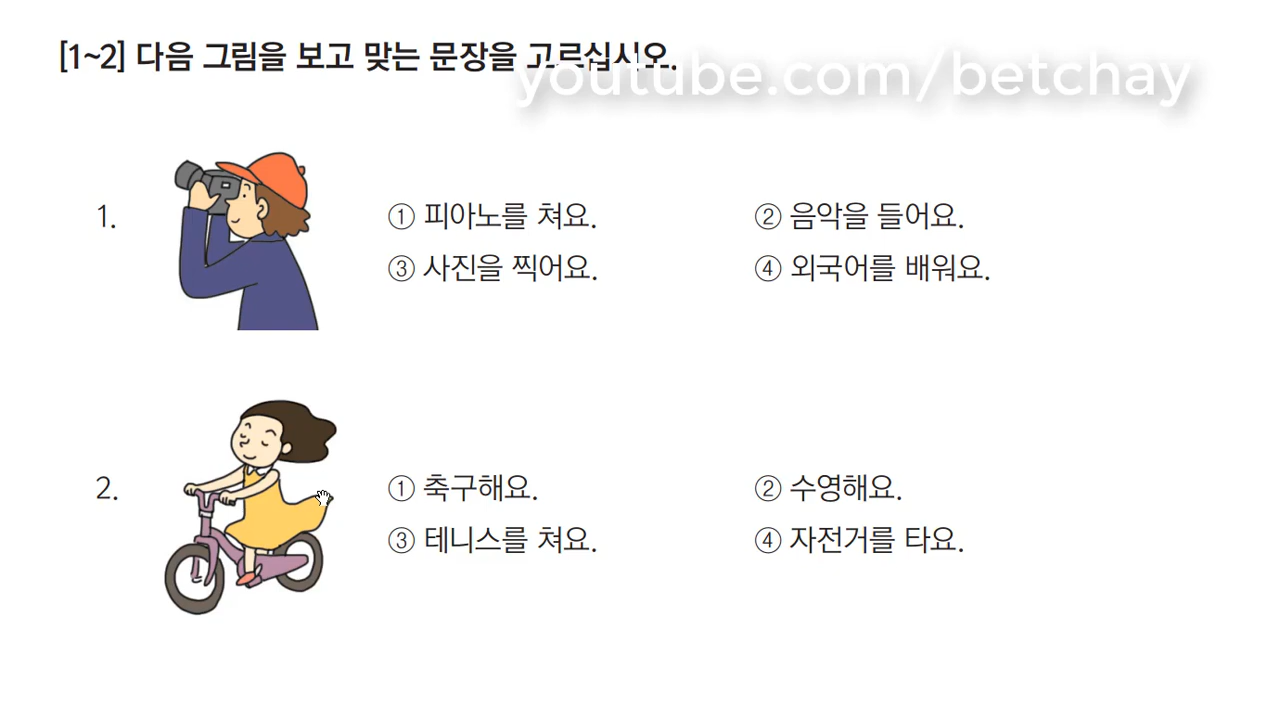 [1~2] 다음 그림을 보고 맞는 문장을 고르십시오.
youtube.com/betchay
1. ① 피아노를 쳐요. ② 음악을 들어요.
③ 사진을 찍어요. ④ 외국어를 배워요.
2. ① 축구해요. ② 수영해요.
③ 테니스를 쳐요. ④ 자전거를 타요.